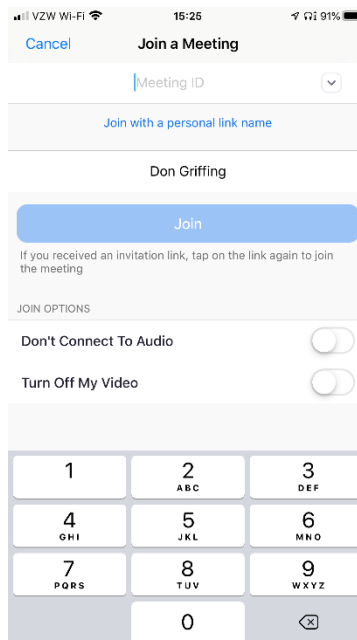 VZW Wi-Fi 15:25 91%
Cancel Join a Meeting
Meeting ID
Join with a personal link name
Don Griffing
Join
If you received an invitation link, tap on the link again to join
the meeting
JOIN OPTIONS
Don't Connect To Audio
Turn Off My Video
1 2 3
ABC DEF
4 5 6
GHI JKL MNO
7 8 9
PQRS TUV WXYZ
0